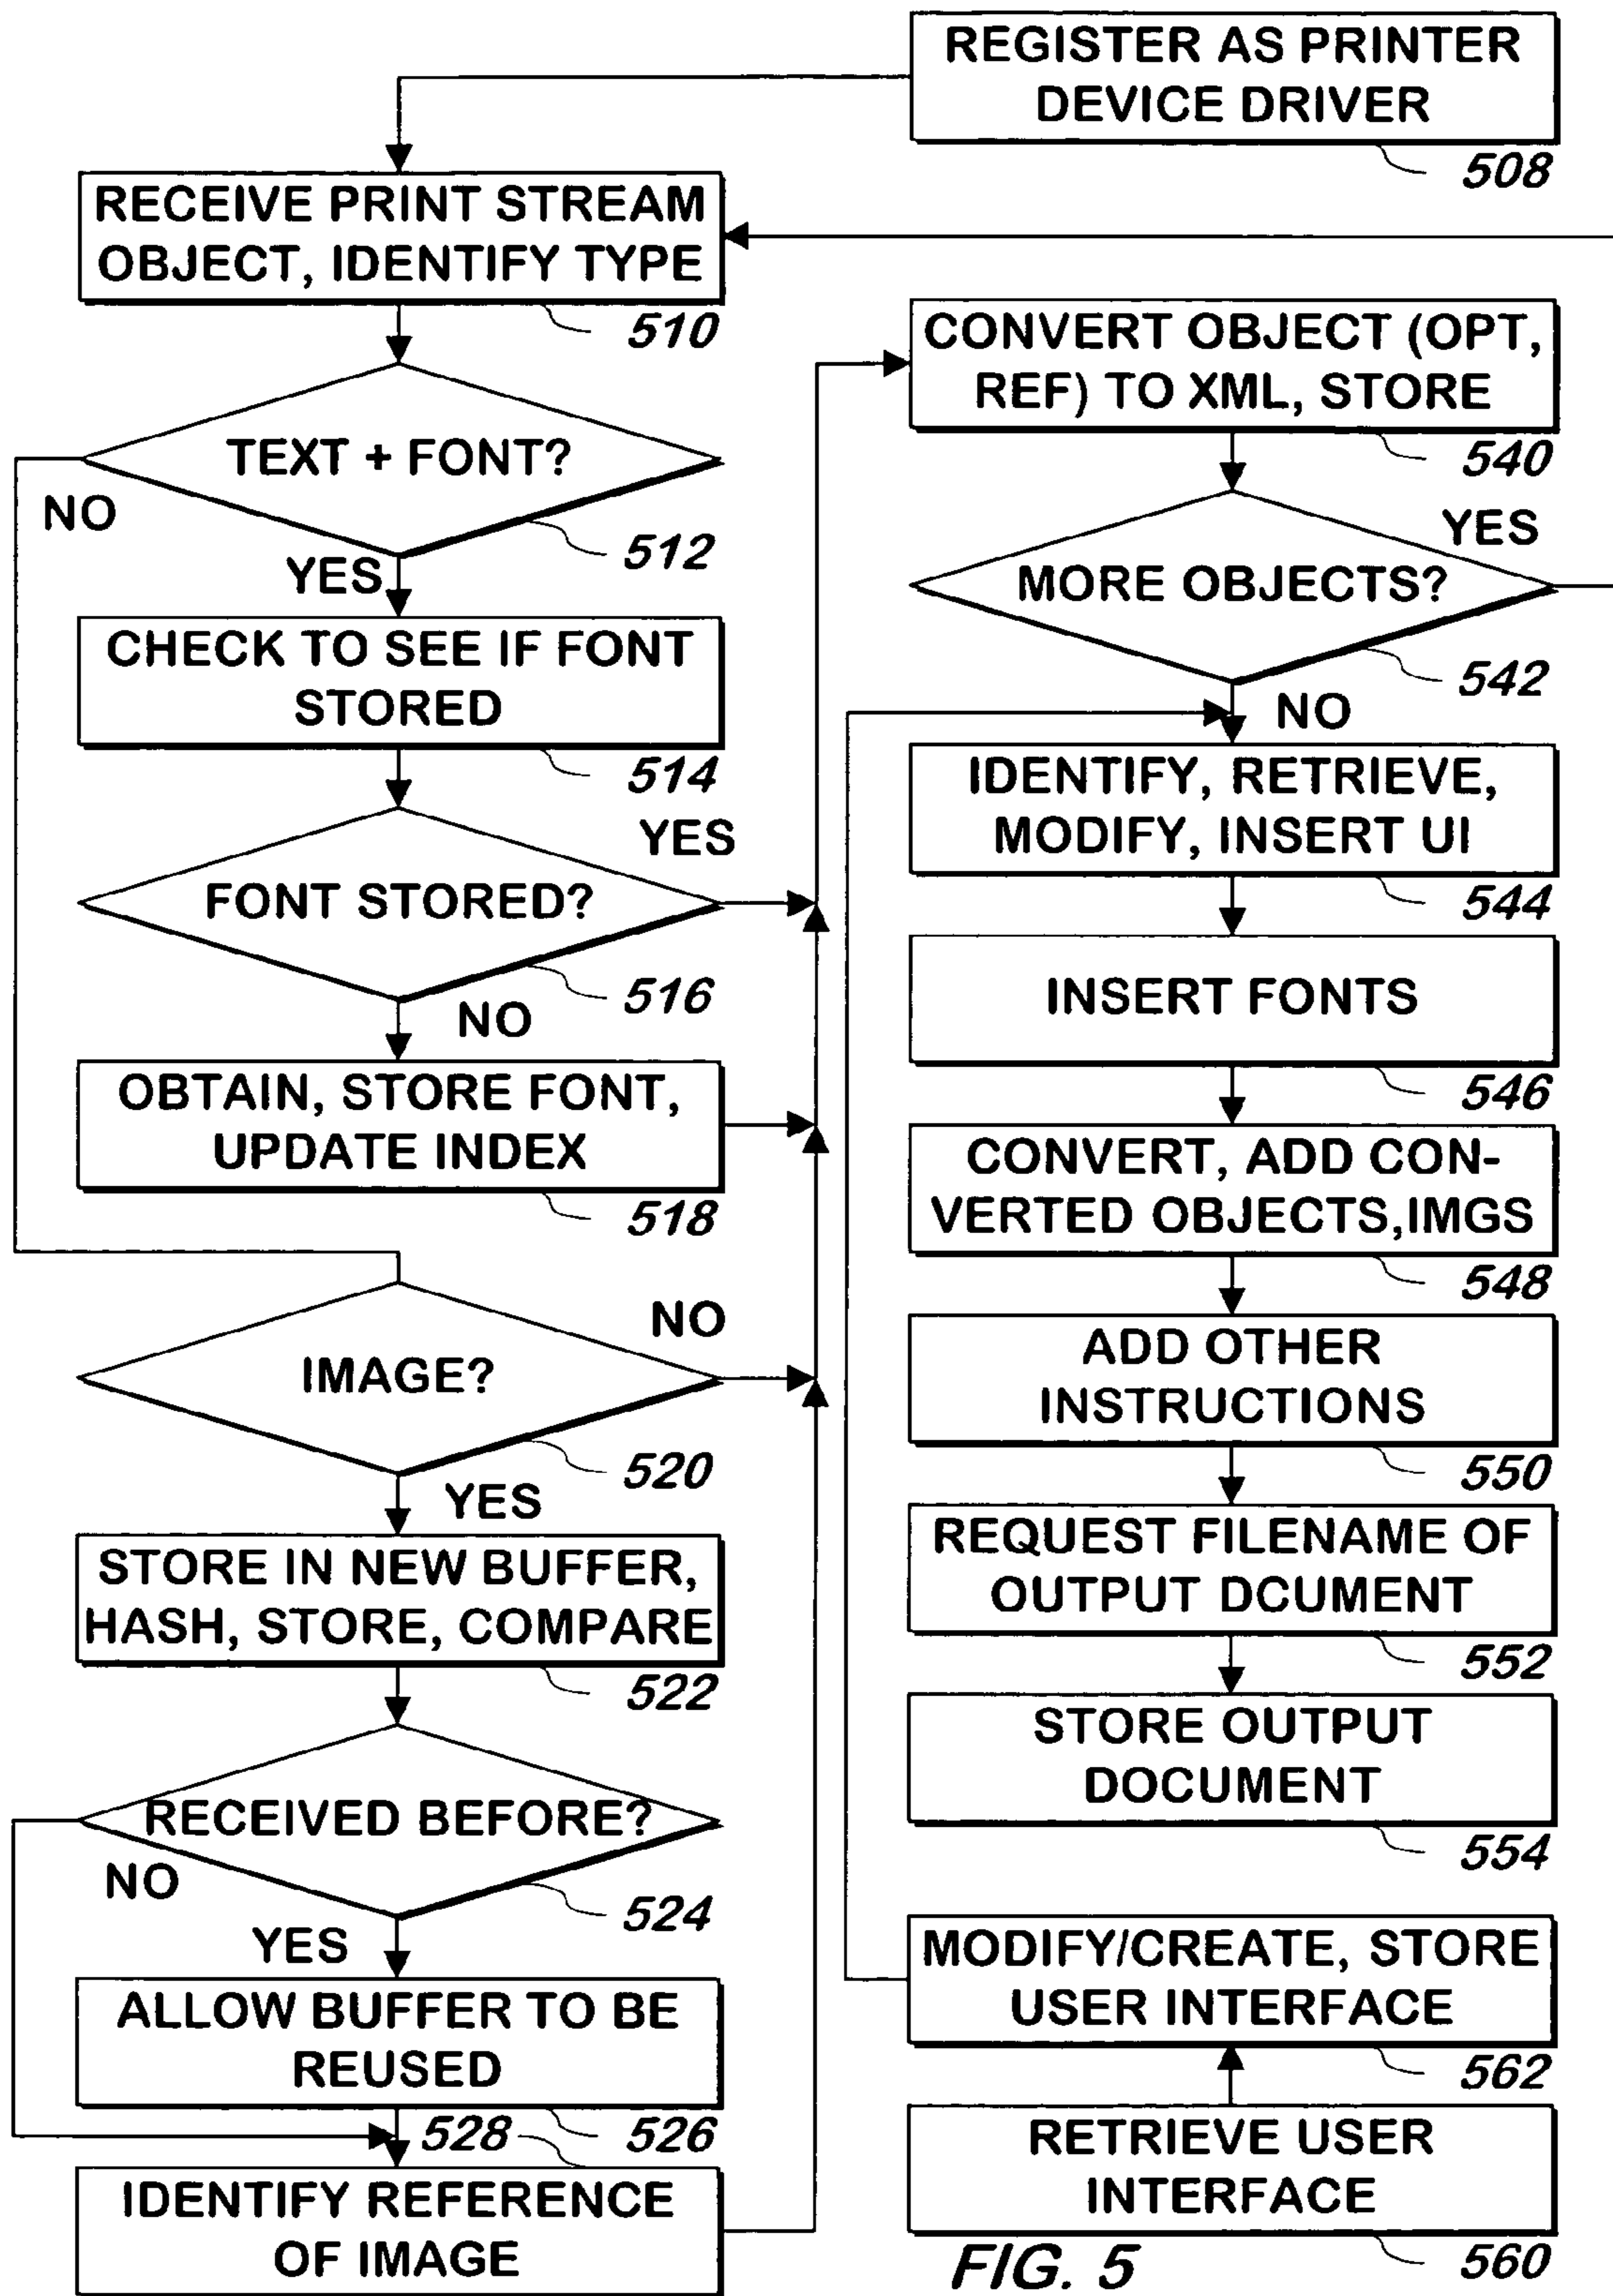 REGISTER AS PRINTER
DEVICE DRIVER
508
RECEIVE PRINT STREAM
OBJECT, IDENTIFY TYPE
510
TEXT + FONT?
NO
512
YES
CHECK TO SEE IF FONT
STORED
514
YES
FONT STORED?
516
NO
OBTAIN, STORE FONT,
UPDATE INDEX
518
NO
IMAGE?
520
YES
STORE IN NEW BUFFER,
HASH, STORE, COMPARE
522
RECEIVED BEFORE?
NO
524
YES
ALLOW BUFFER TO BE
REUSED
528
526
IDENTIFY REFERENCE
OF IMAGE
CONVERT OBJECT (OPT,
REF) TO XML, STORE
540
YES
MORE OBJECTS?
542
NO
IDENTIFY, RETRIEVE,
MODIFY, INSERT UI
544
INSERT FONTS
546
CONVERT, ADD CON-
VERTED OBJECTS,IMGS
548
ADD OTHER
INSTRUCTIONS
550
REQUEST FILENAME OF
OUTPUT DCUMENT
552
STORE OUTPUT
DOCUMENT
554
MODIFY/CREATE, STORE
USER INTERFACE
562
RETRIEVE USER
INTERFACE
560
FIG. 5